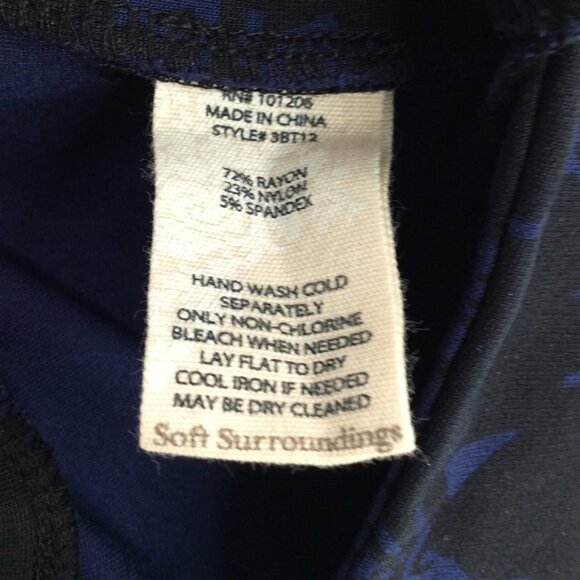 RN# 101206
MADE IN CHINA
STYLE# 3BT12
72% RAYON
23% NYLON
5% SPANDEX
HAND WASH COLD
SEPARATELY
ONLY NON-CHLORINE
BLEACH WHEN NEEDED
LAY FLAT TO DRY
COOL IRON IF NEEDED
MAY BE DRY CLEANED
Soft Surroundings